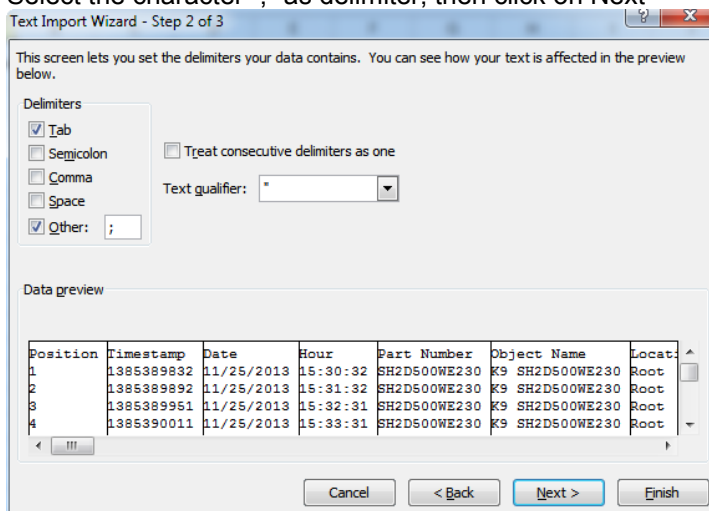 Select the character ";" as delimiter, then click on Next
Text Import Wizard - Step 2 of 3
This screen lets you set the delimiters your data contains. You can see how your text is affected in the preview
below.
Delimiters
Tab
Semicolon
Treat consecutive delimiters as one
Comma
Text qualifier: "
Space
Other: ;
Data preview
Position Timestamp Date Hour Part Number Object Name Locati
1 1385389832 11/25/2013 15:30:32 SH2D500WE230 K9 SH2D500WE230 Root
2 1385389892 11/25/2013 15:31:32 SH2D500WE230 K9 SH2D500WE230 Root
3 1385389951 11/25/2013 15:32:31 SH2D500WE230 K9 SH2D500WE230 Root
4 1385390011 11/25/2013 15:33:31 SH2D500WE230 K9 SH2D500WE230 Root
Cancel < Back Next > Finish